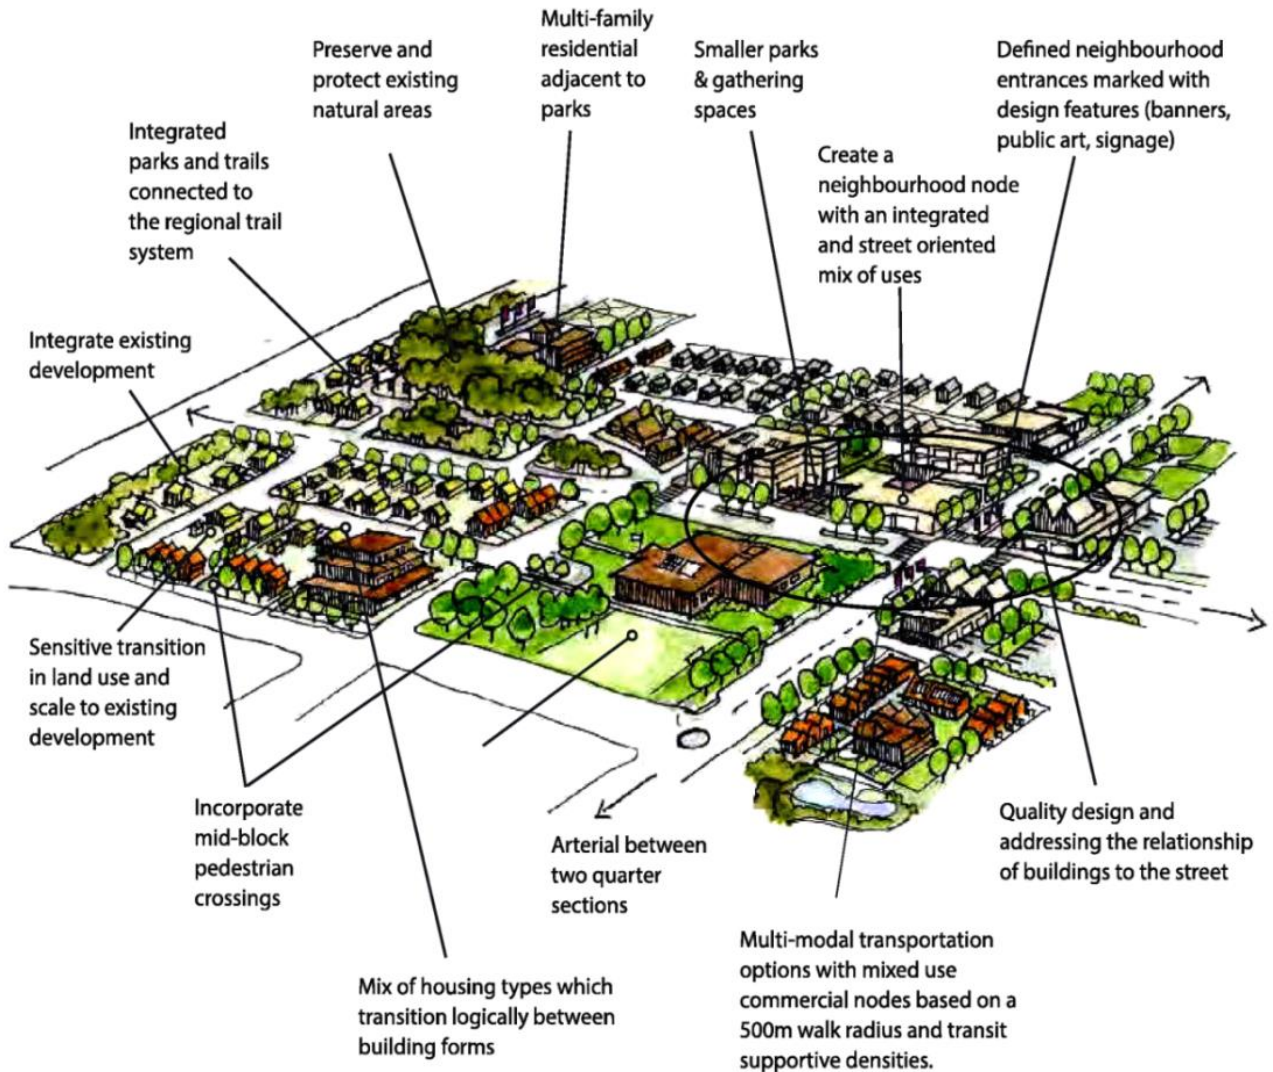 Multi-family
residential
adjacent to
parks
Preserve and
protect existing
natural areas
Smaller parks
& gathering
spaces
Defined neighbourhood
entrances marked with
design features (banners,
public art, signage)
Integrated
parks and trails
connected to
the regional trail
system
Create a
neighbourhood node
with an integrated
and street oriented
mix of uses
Integrate existing
development
Sensitive transition
in land use and
scale to existing
development
Incorporate
mid-block
pedestrian
crossings
Arterial between
two quarter
sections
Quality design and
addressing the relationship
of buildings to the street
Mix of housing types which
transition logically between
building forms
Multi-modal transportation
options with mixed use
commercial nodes based on a
500m walk radius and transit
supportive densities.